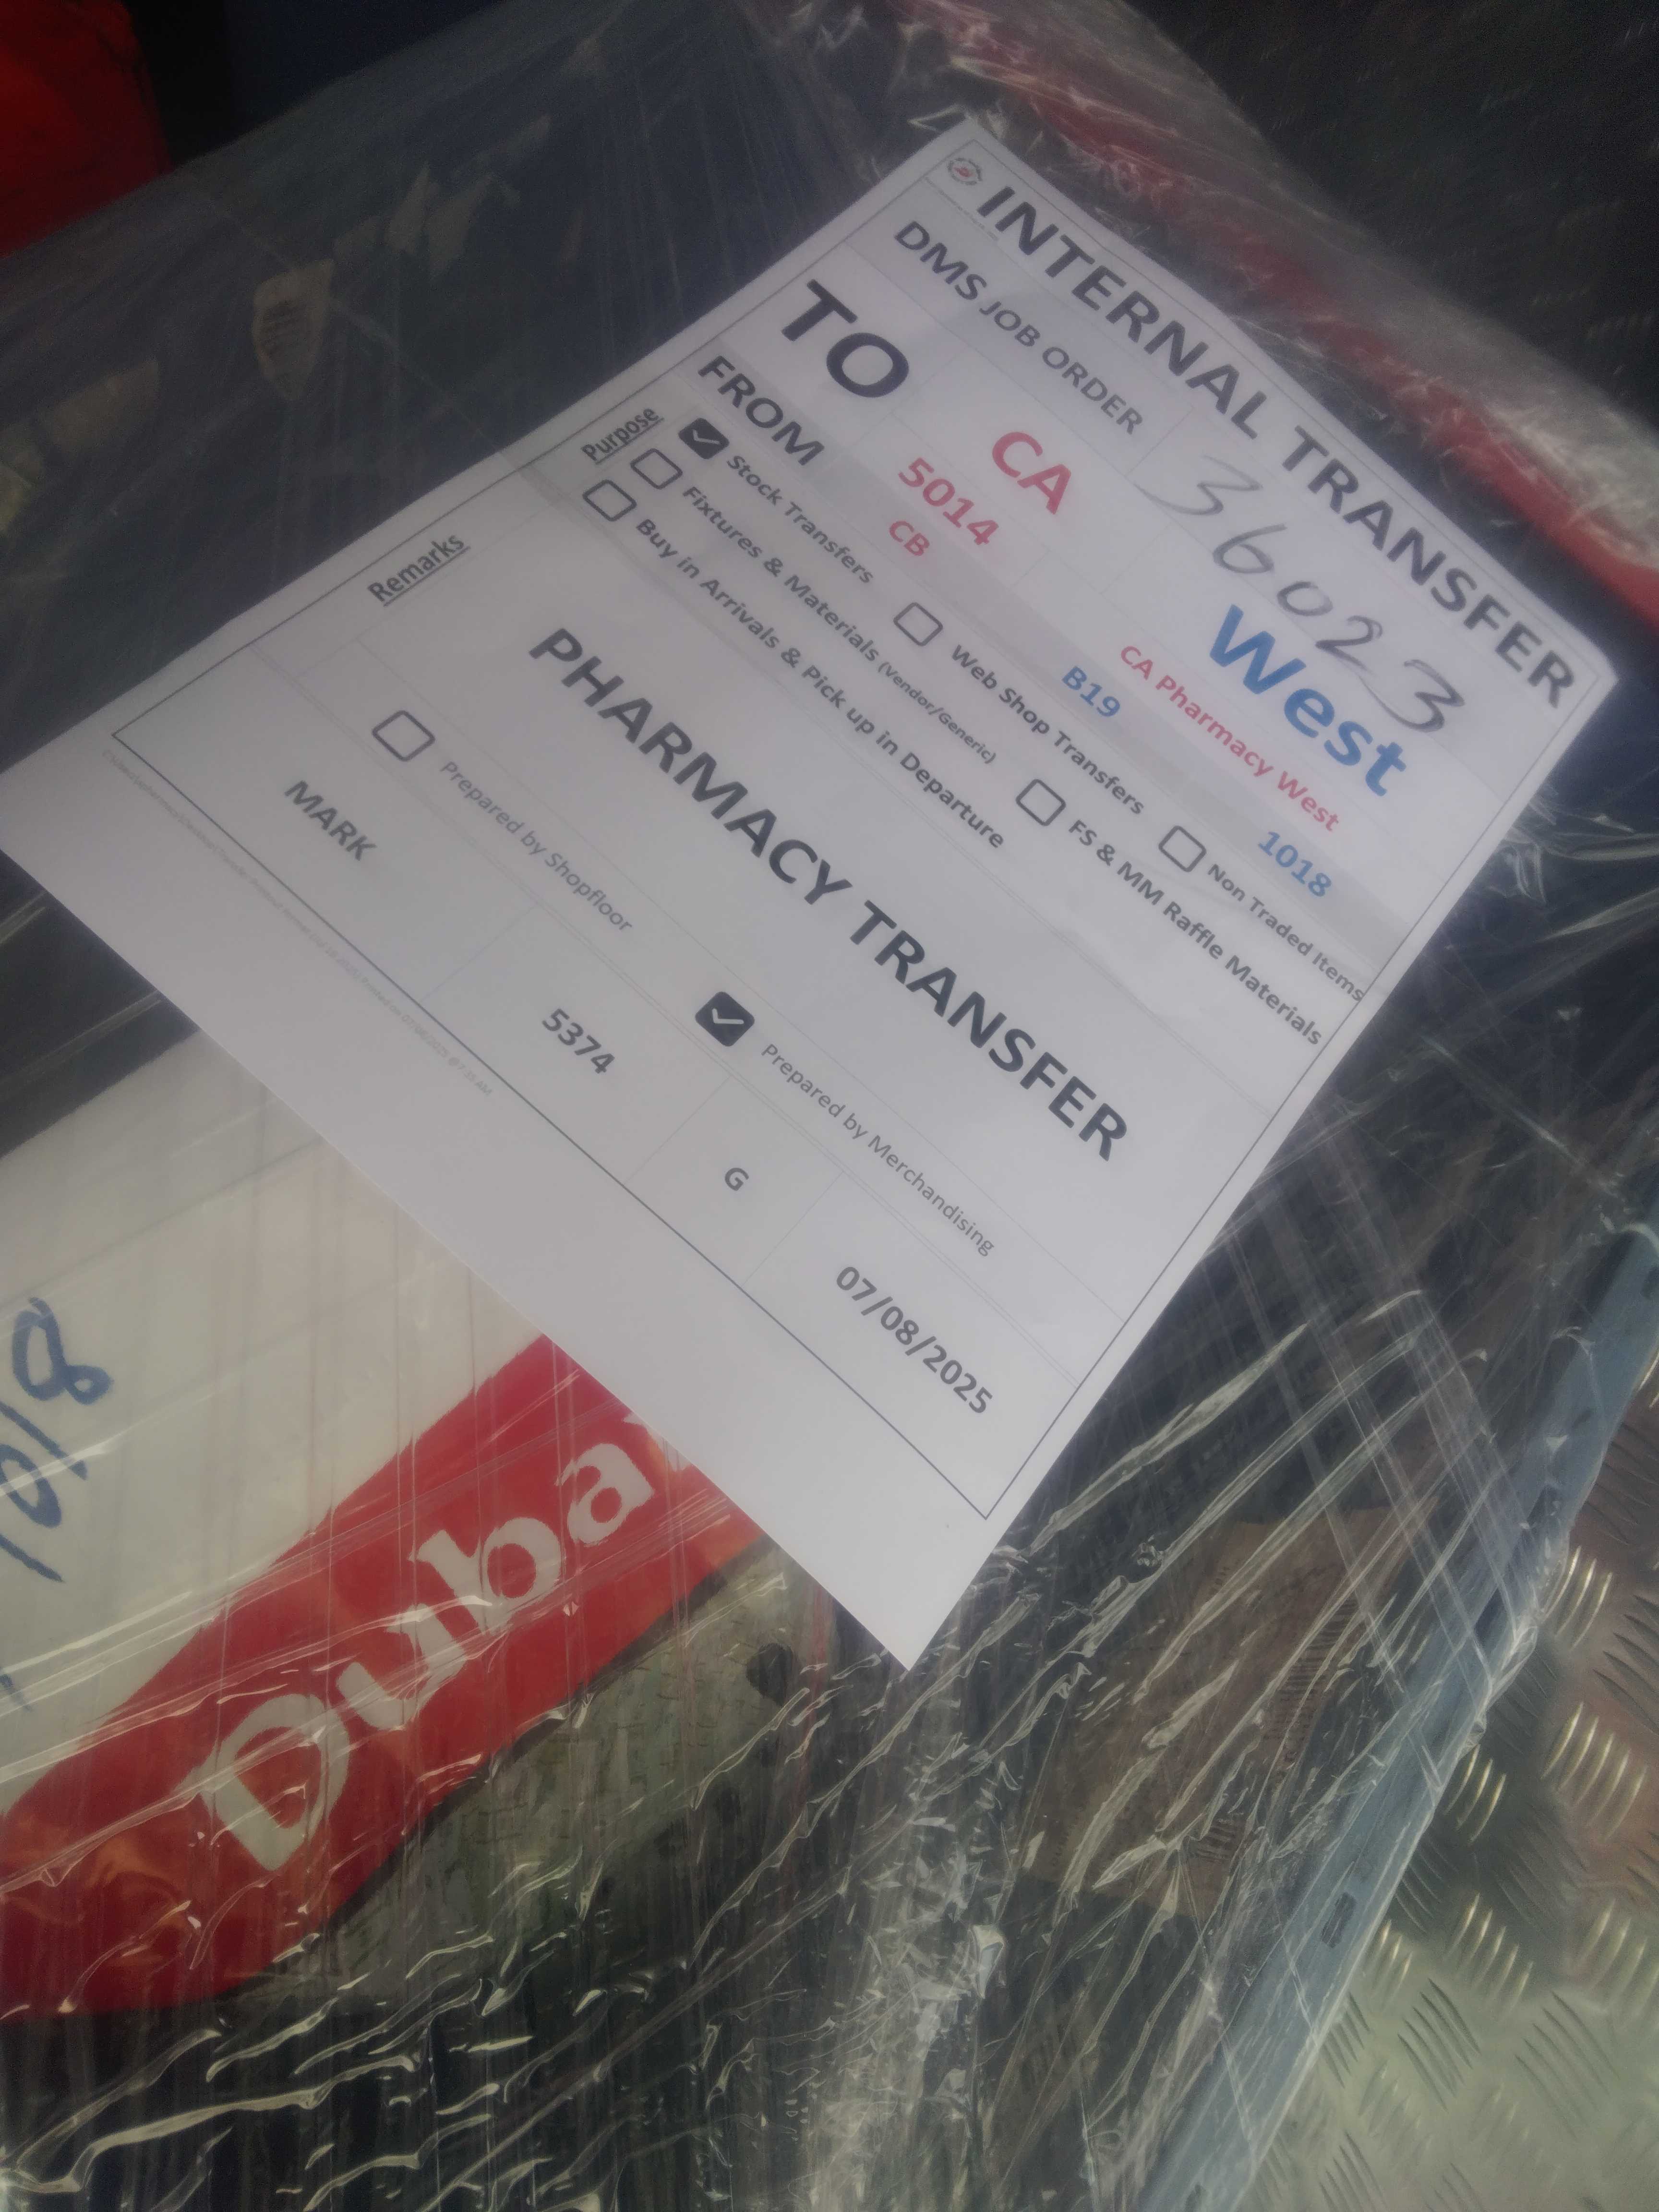 INTERNAL TRANSFER
DMS JOB ORDER 36023
TO CA West
5014 CA Pharmacy West
FROM CB B19 1018
Purpose
Stock Transfers Web Shop Transfers Non Traded Items
Fixtures & Materials (Vendor/Generic) FS & MM Raffle Materials
Buy in Arrivals & Pick up in Departure
Remarks
PHARMACY TRANSFER
Prepared by Shopfloor Prepared by Merchandising
MARK 5374 G 07/08/2025
1018
Duba